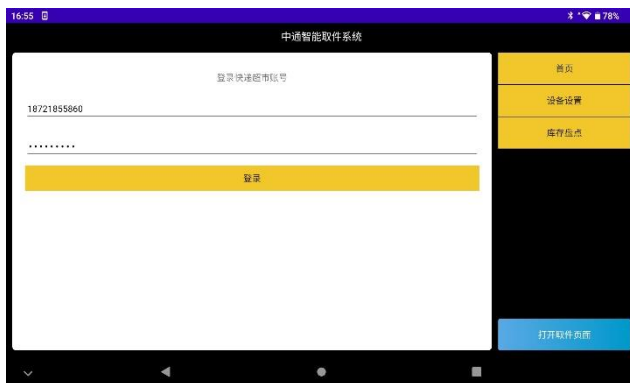 16:55
78%
中通智能取件系统
登录快递超市账号
18721855860
•••••••••
登录
首页
设备设置
库存盘点
打开取件页面